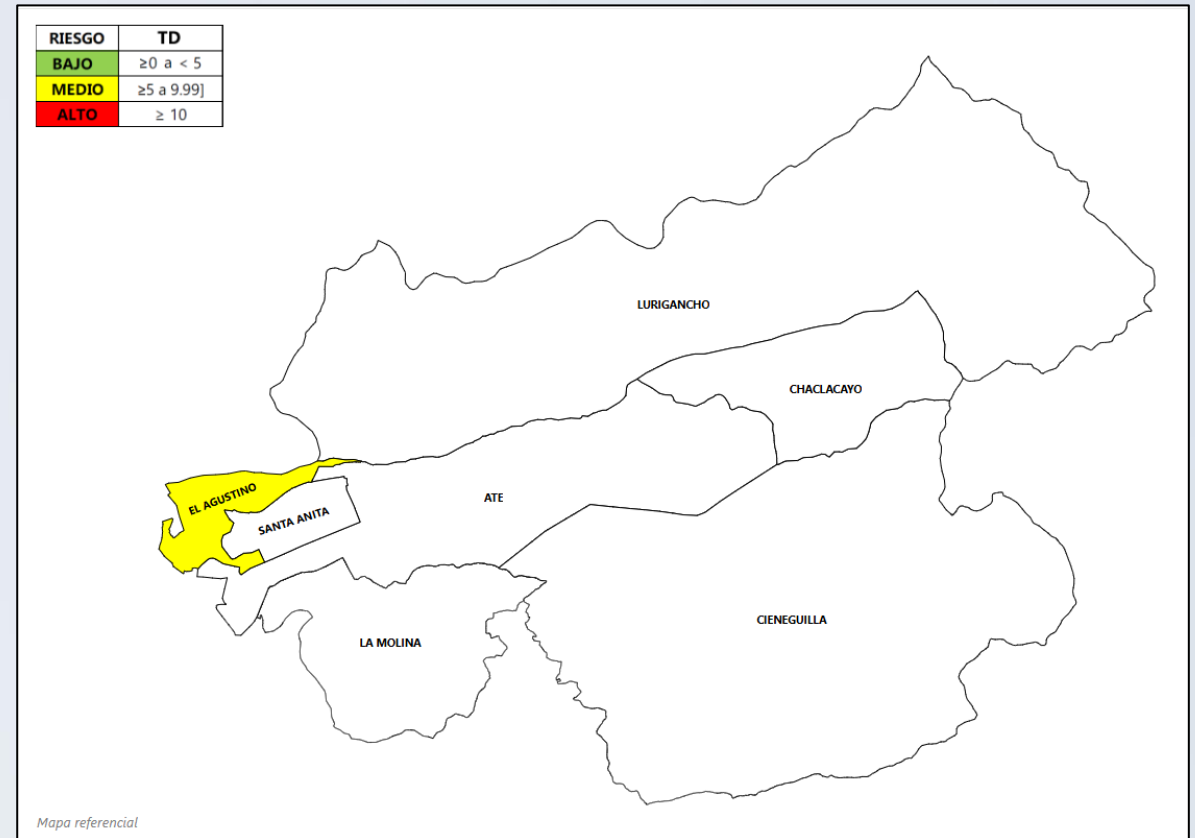 RIESGO TD
BAJO ≥0 a < 5
MEDIO ≥5 a 9.99]
ALTO ≥ 10
LURIGANCHO
CHACLACAYO
EL AGUSTINO
SANTA ANITA
ATE
LA MOLINA
CIENEGUILLA
Mapa referencial